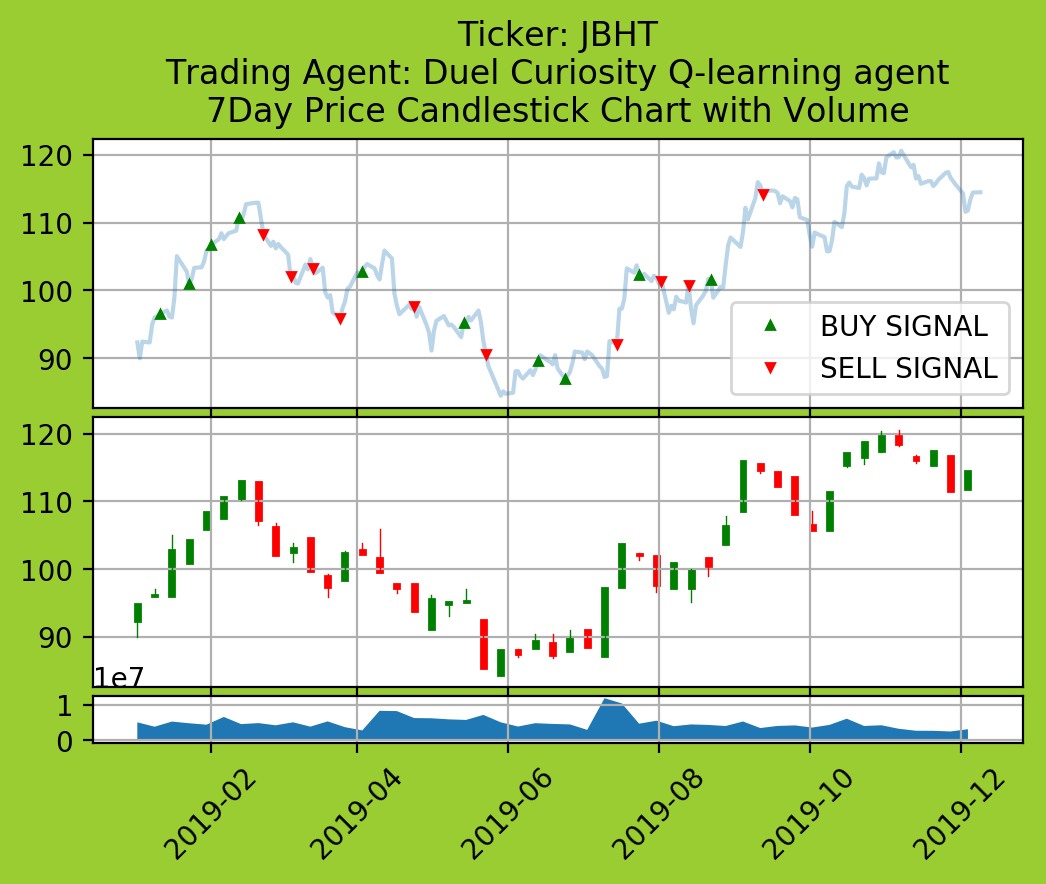 Ticker: JBHT
Trading Agent: Duel Curiosity Q-learning agent
7Day Price Candlestick Chart with Volume
120
110
100
90
BUY SIGNAL
SELL SIGNAL
120
110
100
90
1e7
1
0
2019-02
2019-04
2019-06
2019-08
2019-10
2019-12